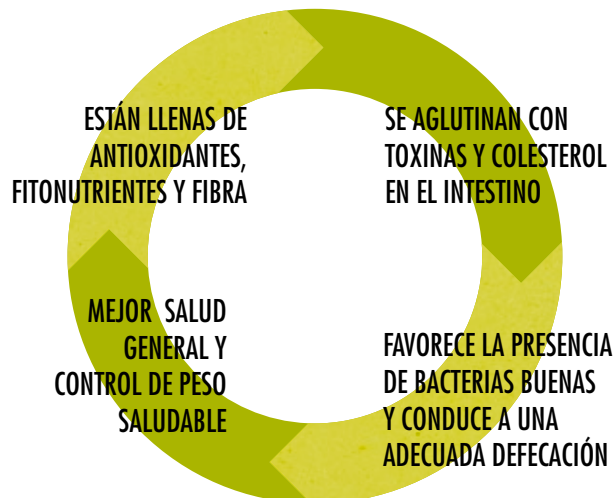 ESTÁN LLENAS DE
ANTIOXIDANTES,
FITONUTRIENTES Y FIBRA
SE AGLUTINAN CON
TOXINAS Y COLESTEROL
EN EL INTESTINO
FAVORECE LA PRESENCIA
DE BACTERIAS BUENAS
Y CONDUCE A UNA
ADECUADA DEFECACIÓN
MEJOR SALUD
GENERAL Y
CONTROL DE PESO
SALUDABLE